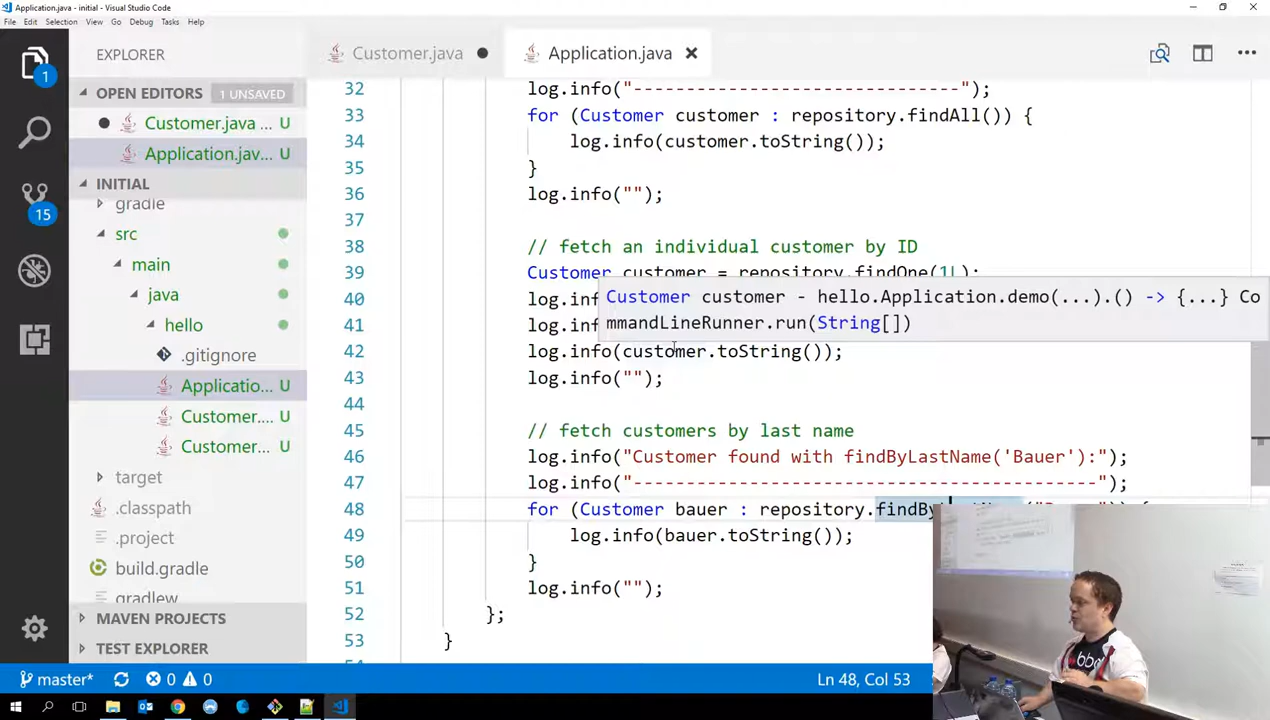 Application.java - initial - Visual Studio Code
File Edit Selection View Go Debug Tasks Help
EXPLORER
Customer.java
Application.java
1
OPEN EDITORS 1 UNSAVED
Customer.java ... U
Application.jav... U
INITIAL
gradle
src
main
java
hello
.gitignore
Applicatio... U
Customer.... U
Customer... U
target
.classpath
.project
build.gradle
gradlew
MAVEN PROJECTS
TEST EXPLORER
15
32 log.info("-------------------------------");
33 for (Customer customer : repository.findAll()) {
34 log.info(customer.toString());
35 }
36 log.info("");
37
38 // fetch an individual customer by ID
39 Customer customer = repository.findOne(1L);
Customer customer - hello.Application.demo(...).() -> {...} Co
mmandLineRunner.run(String[])
40 log.inf
41 log.inf
42 log.info(customer.toString());
43 log.info("");
44
45 // fetch customers by last name
46 log.info("Customer found with findByLastName('Bauer'):");
47 log.info("--------------------------------------------");
48 for (Customer bauer : repository.findBy
49 log.info(bauer.toString());
50 }
51 log.info("");
52 };
53 }
master* 0 0
Ln 48, Col 53
bbd